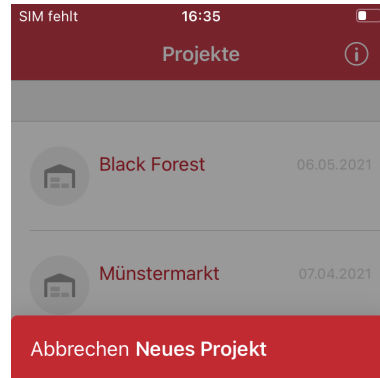 SIM fehlt 16:35
Projekte
Black Forest 06.05.2021
Münstermarkt 07.04.2021
Abbrechen Neues Projekt